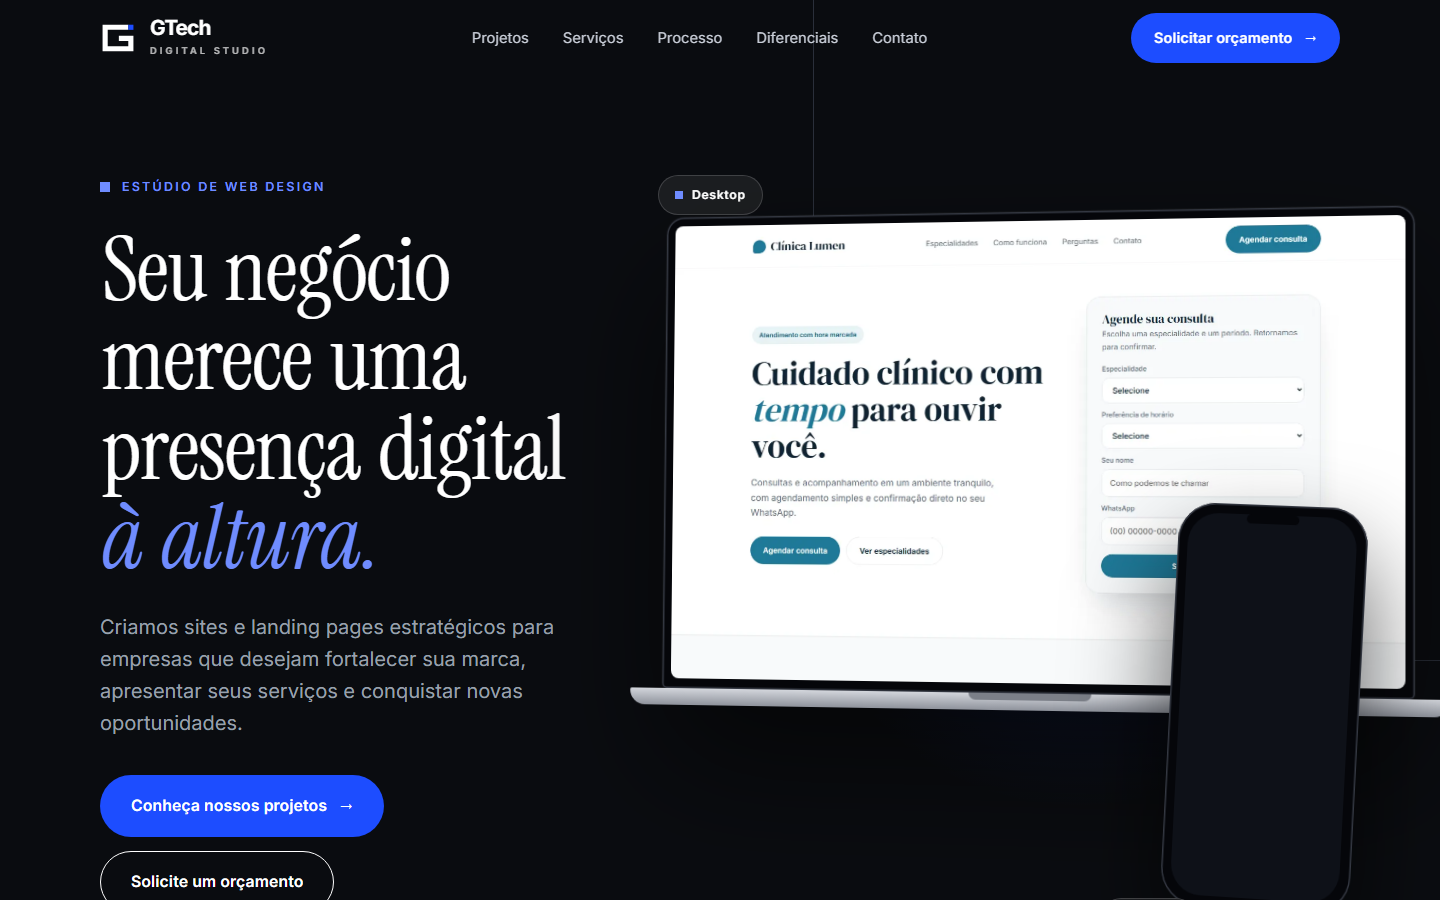 GTech
DIGITAL STUDIO
Projetos
Serviços
Processo
Diferenciais
Contato
Solicitar orçamento →
ESTÚDIO DE WEB DESIGN
Seu negócio
merece uma
presença digital
à altura.
Criamos sites e landing pages estratégicos para
empresas que desejam fortalecer sua marca,
apresentar seus serviços e conquistar novas
oportunidades.
Conheça nossos projetos →
Solicite um orçamento
Desktop
Clínica Lumen
Especialidades
Como funciona
Perguntas
Contato
Agendar consulta
Atendimento com hora marcada
Cuidado clínico com
tempo para ouvir
você.
Consultas e acompanhamento em um ambiente tranquilo,
com agendamento simples e confirmação direto no seu
WhatsApp.
Agendar consulta
Ver especialidades
Agende sua consulta
Escolha uma especialidade e um período. Retornamos
para confirmar.
Especialidade
Selecione
Preferência de horário
Selecione
Seu nome
Como podemos te chamar
WhatsApp
(00) 00000-0000
S